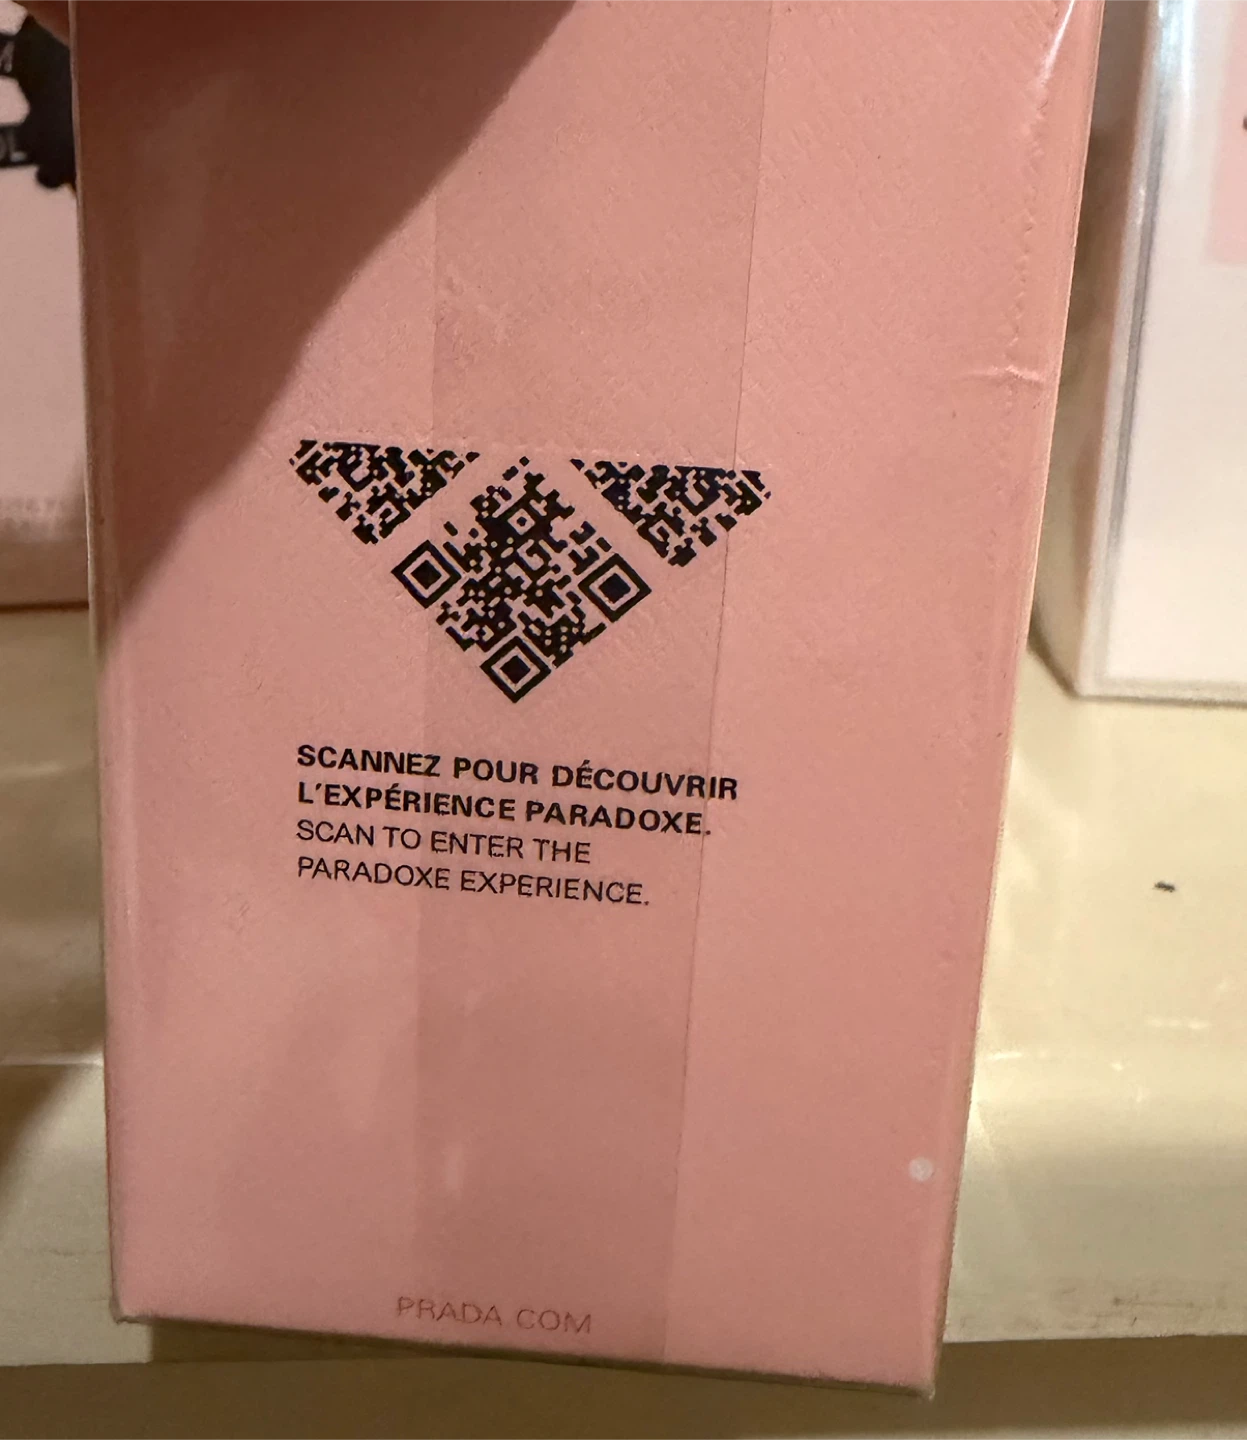 SCANNEZ POUR DÉCOUVRIR
L'EXPÉRIENCE PARADOXE.
SCAN TO ENTER THE
PARADOXE EXPERIENCE.
PRADA.COM